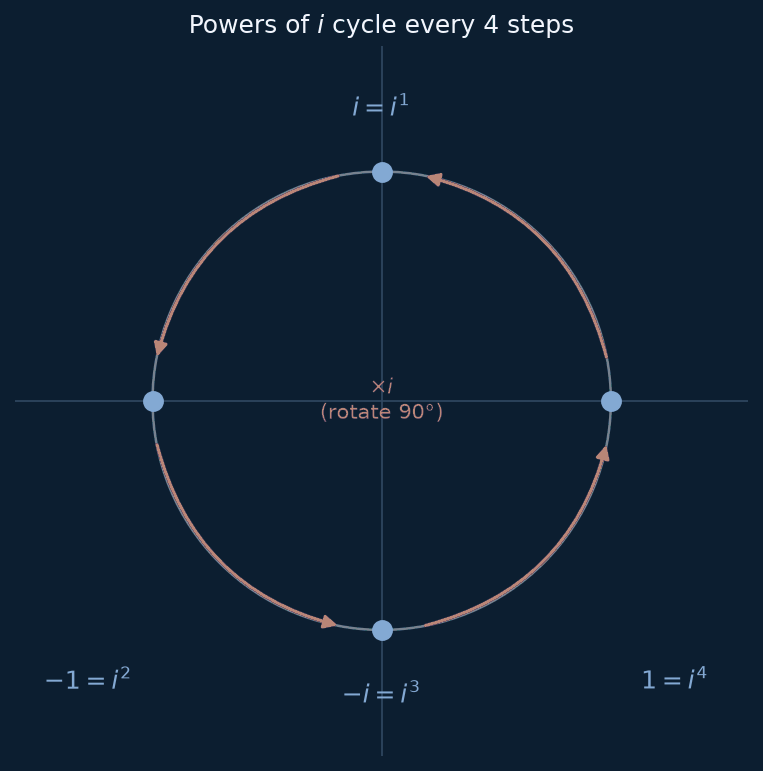 Powers of i cycle every 4 steps
i = i¹
×i
(rotate 90°)
−1 = i²
−i = i³
1 = i⁴